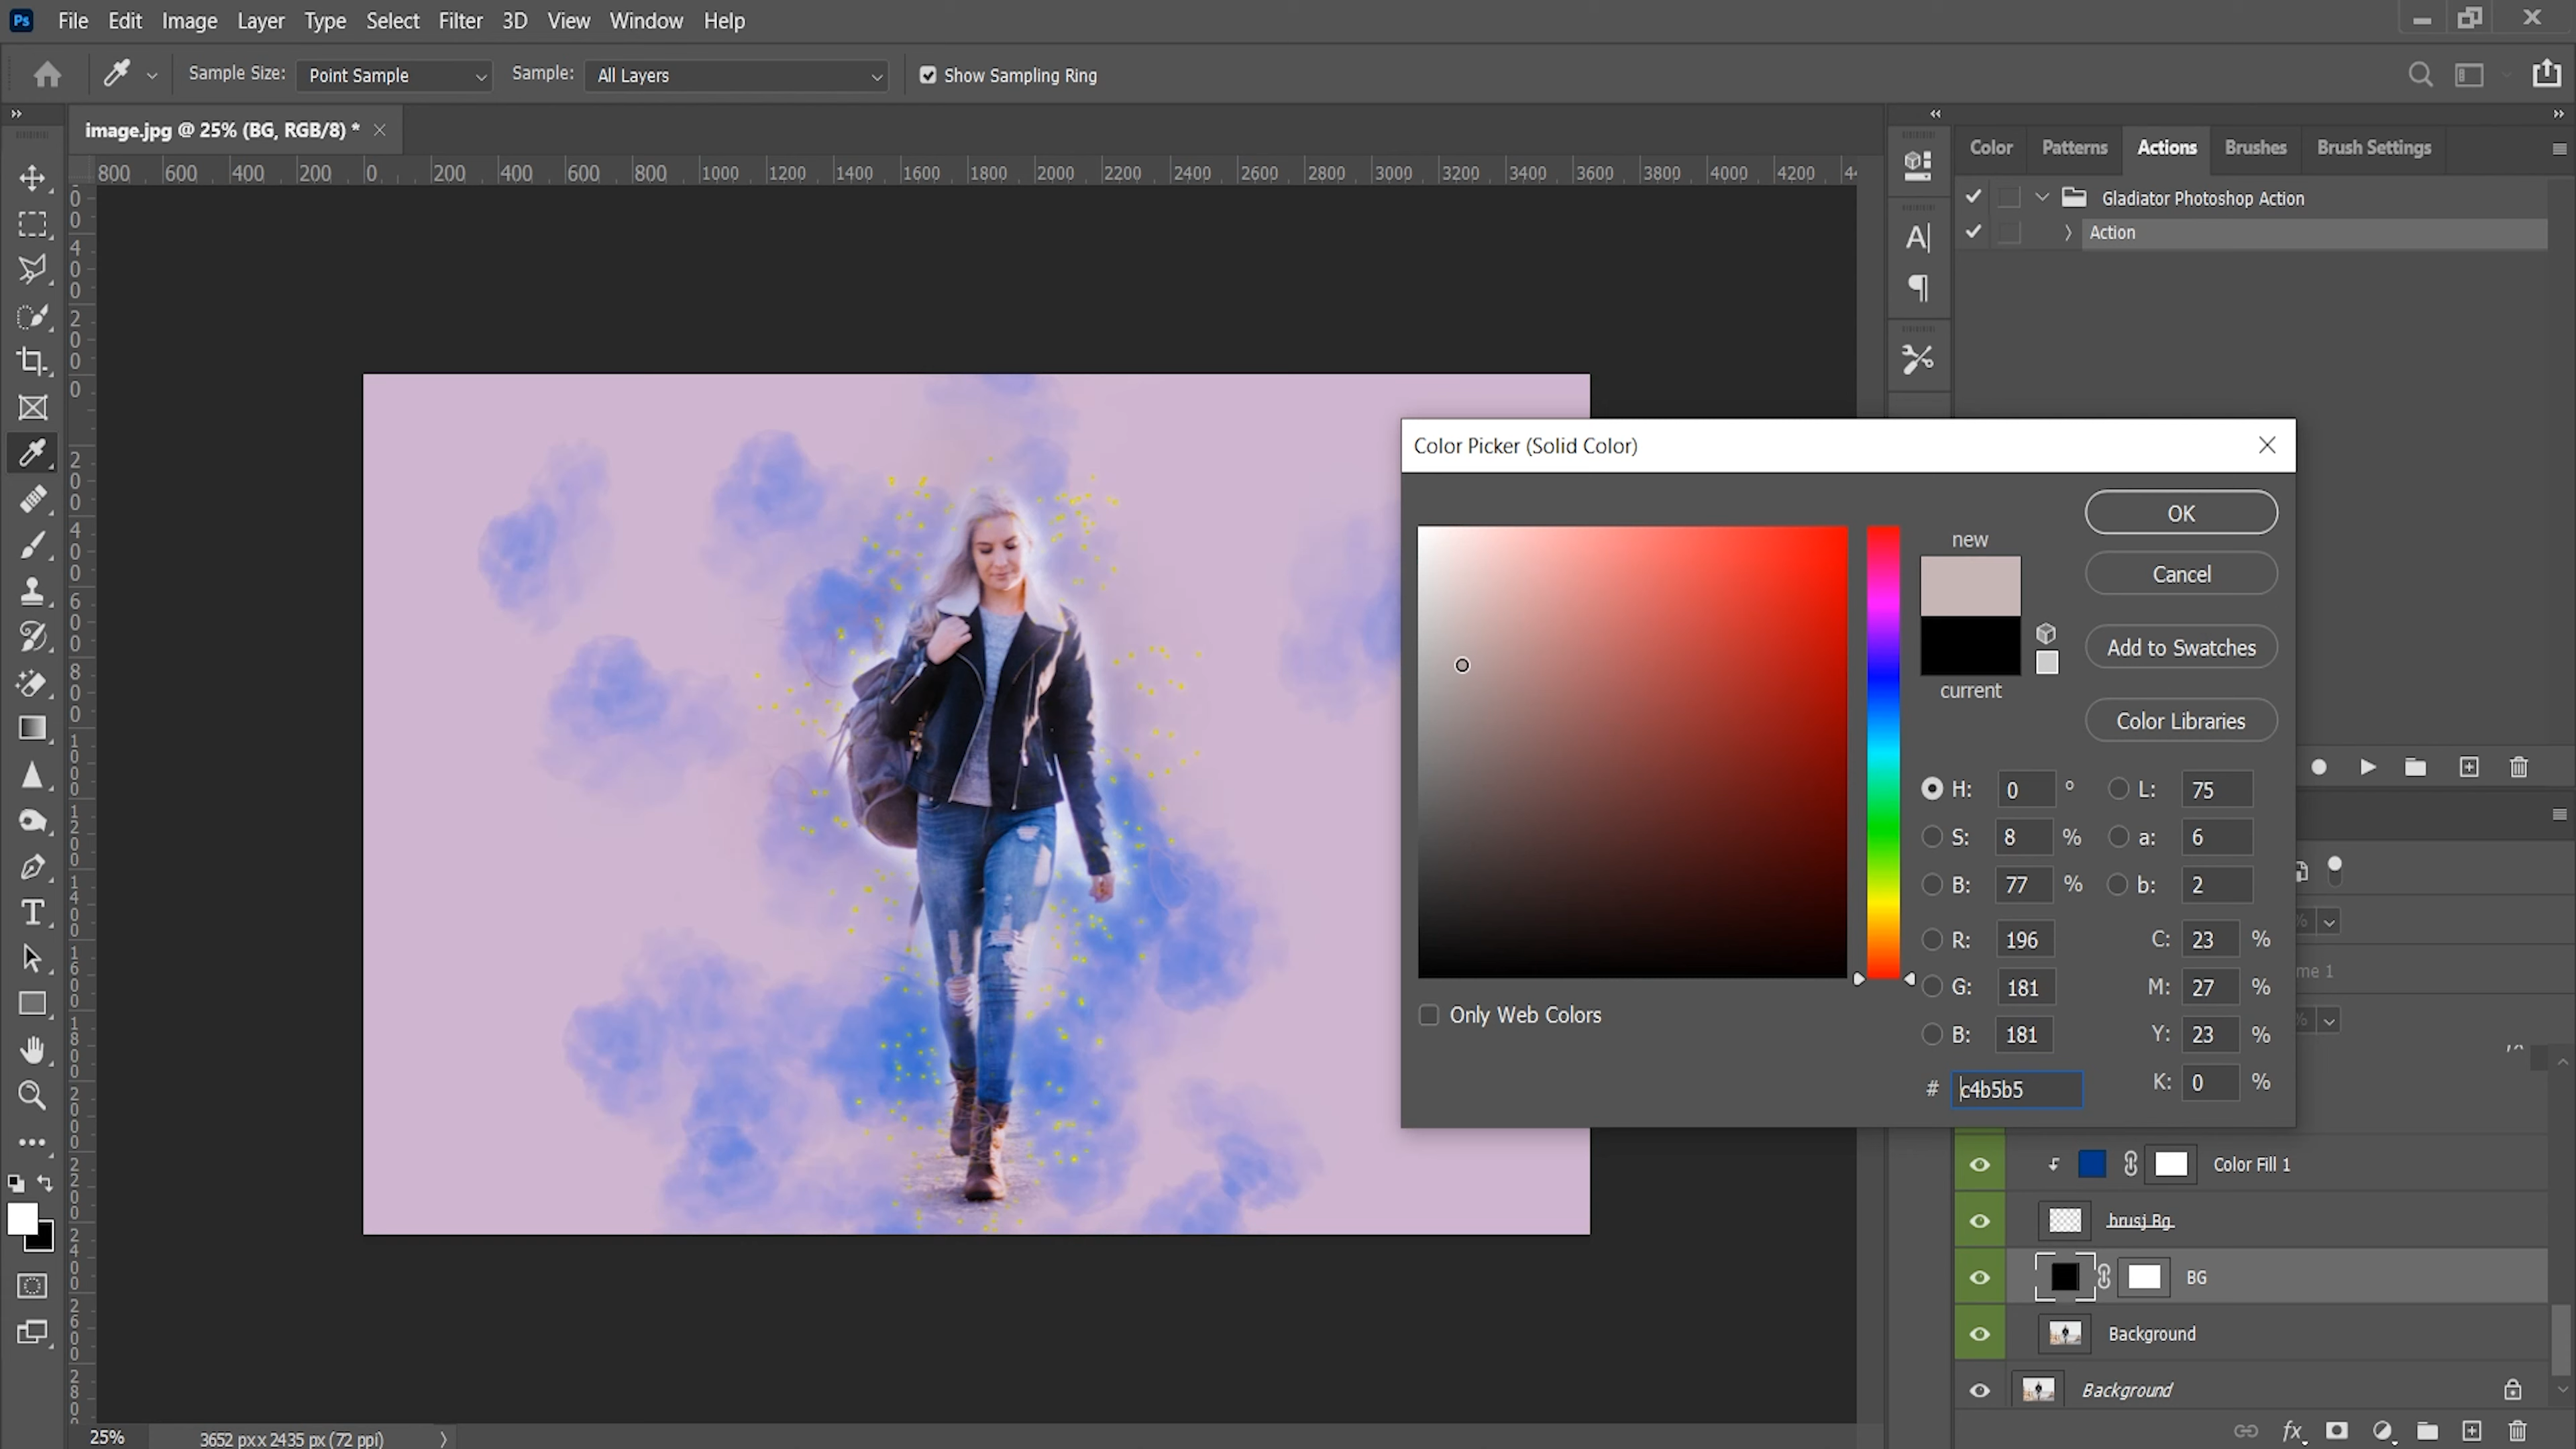 Ps File Edit Image Layer Type Select Filter 3D View Window Help
Sample Size: Point Sample Sample: All Layers Show Sampling Ring
image.jpg @ 25% (BG, RGB/8) *
800 600 400 200 0 200 400 600 800 1000 1200 1400 1600 1800 2000 2200 2400 2600 2800 3000 3200 3400 3600 3800 4000 4200
Color Patterns Actions Brushes Brush Settings
Gladiator Photoshop Action
Action
Color Picker (Solid Color)
OK
new
Cancel
Add to Swatches
current
Color Libraries
H: 0 ° L: 75
S: 8 % a: 6
B: 77 % b: 2
R: 196 C: 23 %
G: 181 M: 27 %
B: 181 Y: 23 %
# c4b5b5 K: 0 %
Only Web Colors
me 1
Color Fill 1
brusj Bg
BG
Background
Background
fx
25% 3652 px x 2435 px (72 ppi)